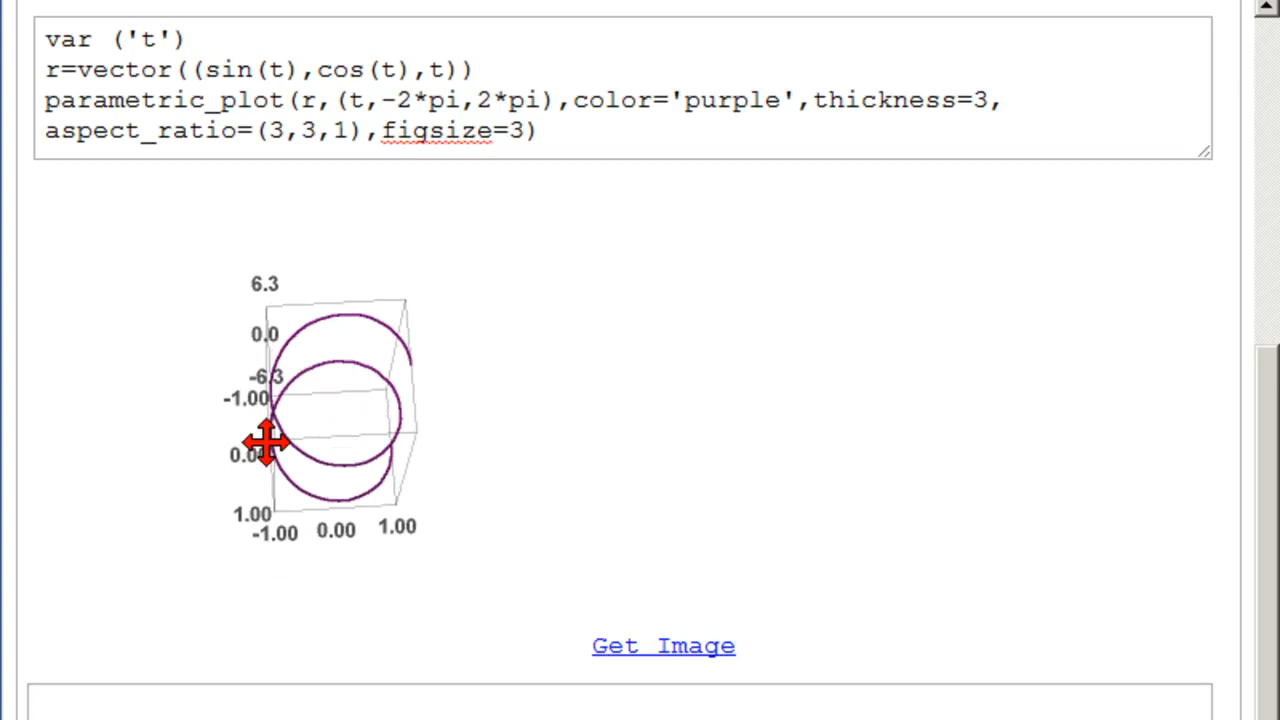 var ('t')
r=vector((sin(t),cos(t),t))
parametric_plot(r,(t,-2*pi,2*pi),color='purple',thickness=3,
aspect_ratio=(3,3,1),figsize=3)
6.3
0.0
-6.3
-1.00
1.00
-1.00 0.00 1.00
Get Image